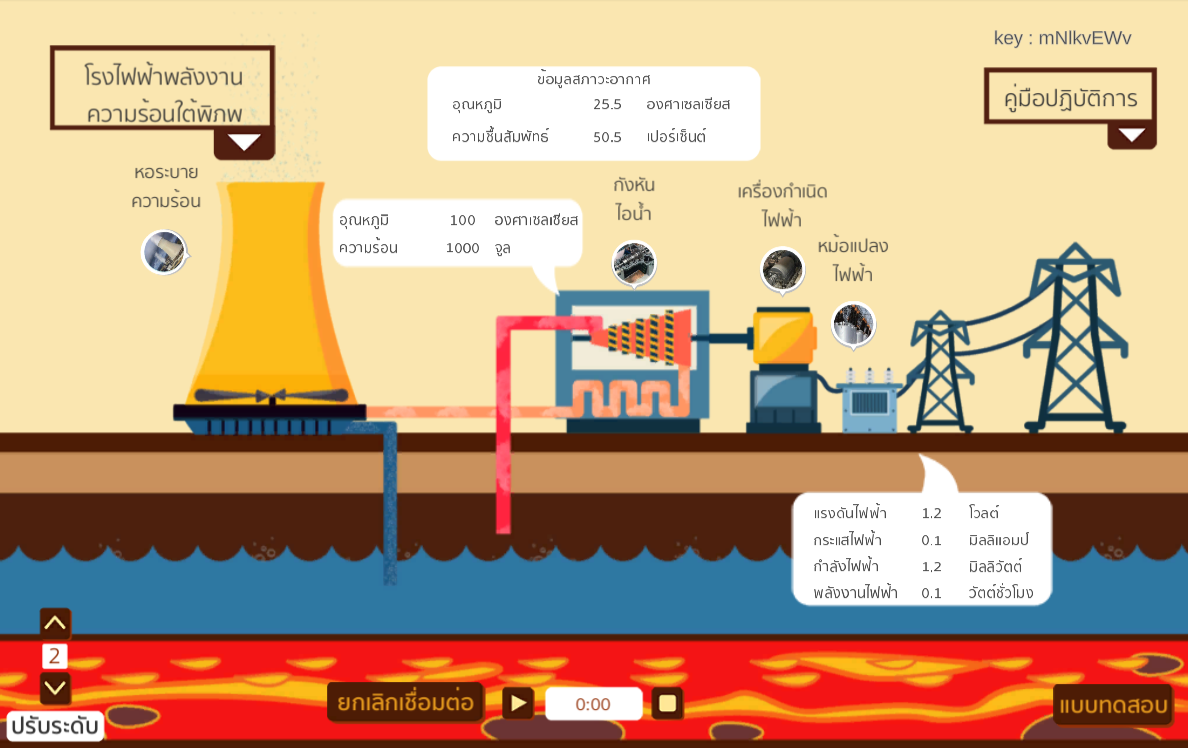 key : mNlkvEWv
โรงไฟฟ้าพลังงาน
ความร้อนใต้พิภพ
ข้อมูลสภาวะอากาศ
อุณหภูมิ 25.5 องศาเซลเซียส
ความชื้นสัมพัทธ์ 50.5 เปอร์เซ็นต์
คู่มือปฏิบัติการ
หอระบาย
ความร้อน
อุณหภูมิ 100 องศาเซลเซียส
ความร้อน 1000 จูล
กังหัน
ไอน้ำ
เครื่องกำเนิด
ไฟฟ้า
หม้อแปลง
ไฟฟ้า
แรงดันไฟฟ้า 1.2 โวลต์
กระแสไฟฟ้า 0.1 มิลลิแอมป์
กำลังไฟฟ้า 1.2 มิลลิวัตต์
พลังงานไฟฟ้า 0.1 วัตต์ชั่วโมง
2
ปรับระดับ
ยกเลิกเชื่อมต่อ
0:00
แบบทดสอบ